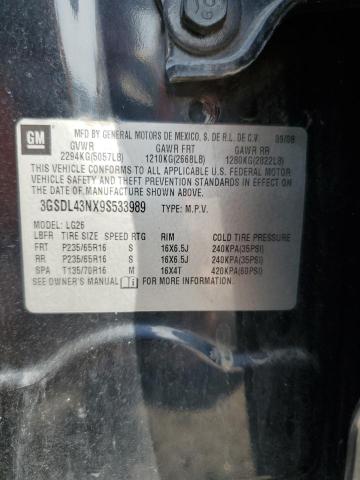 GM
MFD BY GENERAL MOTORS DE MEXICO, S. DE R.L. DE C.V. 09/08
GVWR GAWR FRT GAWR RR
2294KG(5057LB) 1210KG(2668LB) 1280KG(2822LB)
THIS VEHICLE CONFORMS TO ALL APPLICABLE U.S. FEDERAL MOTOR
VEHICLE SAFETY AND THEFT PREVENTION STANDARDS IN EFFECT ON
THE DATE OF MANUFACTURE SHOWN ABOVE.
3GSDL43NX9S533989 TYPE: M.P.V.
MODEL: LG26
LBFR TIRE SIZE SPEED RTG RIM COLD TIRE PRESSURE
FRT P235/65R16 S 16X6.5J 240KPA(35PSI)
RR P235/65R16 S 16X6.5J 240KPA(35PSI)
SPA T135/70R16 M 16X4T 420KPA(60PSI)
SEE OWNER'S MANUAL FOR MORE INFORMATION.